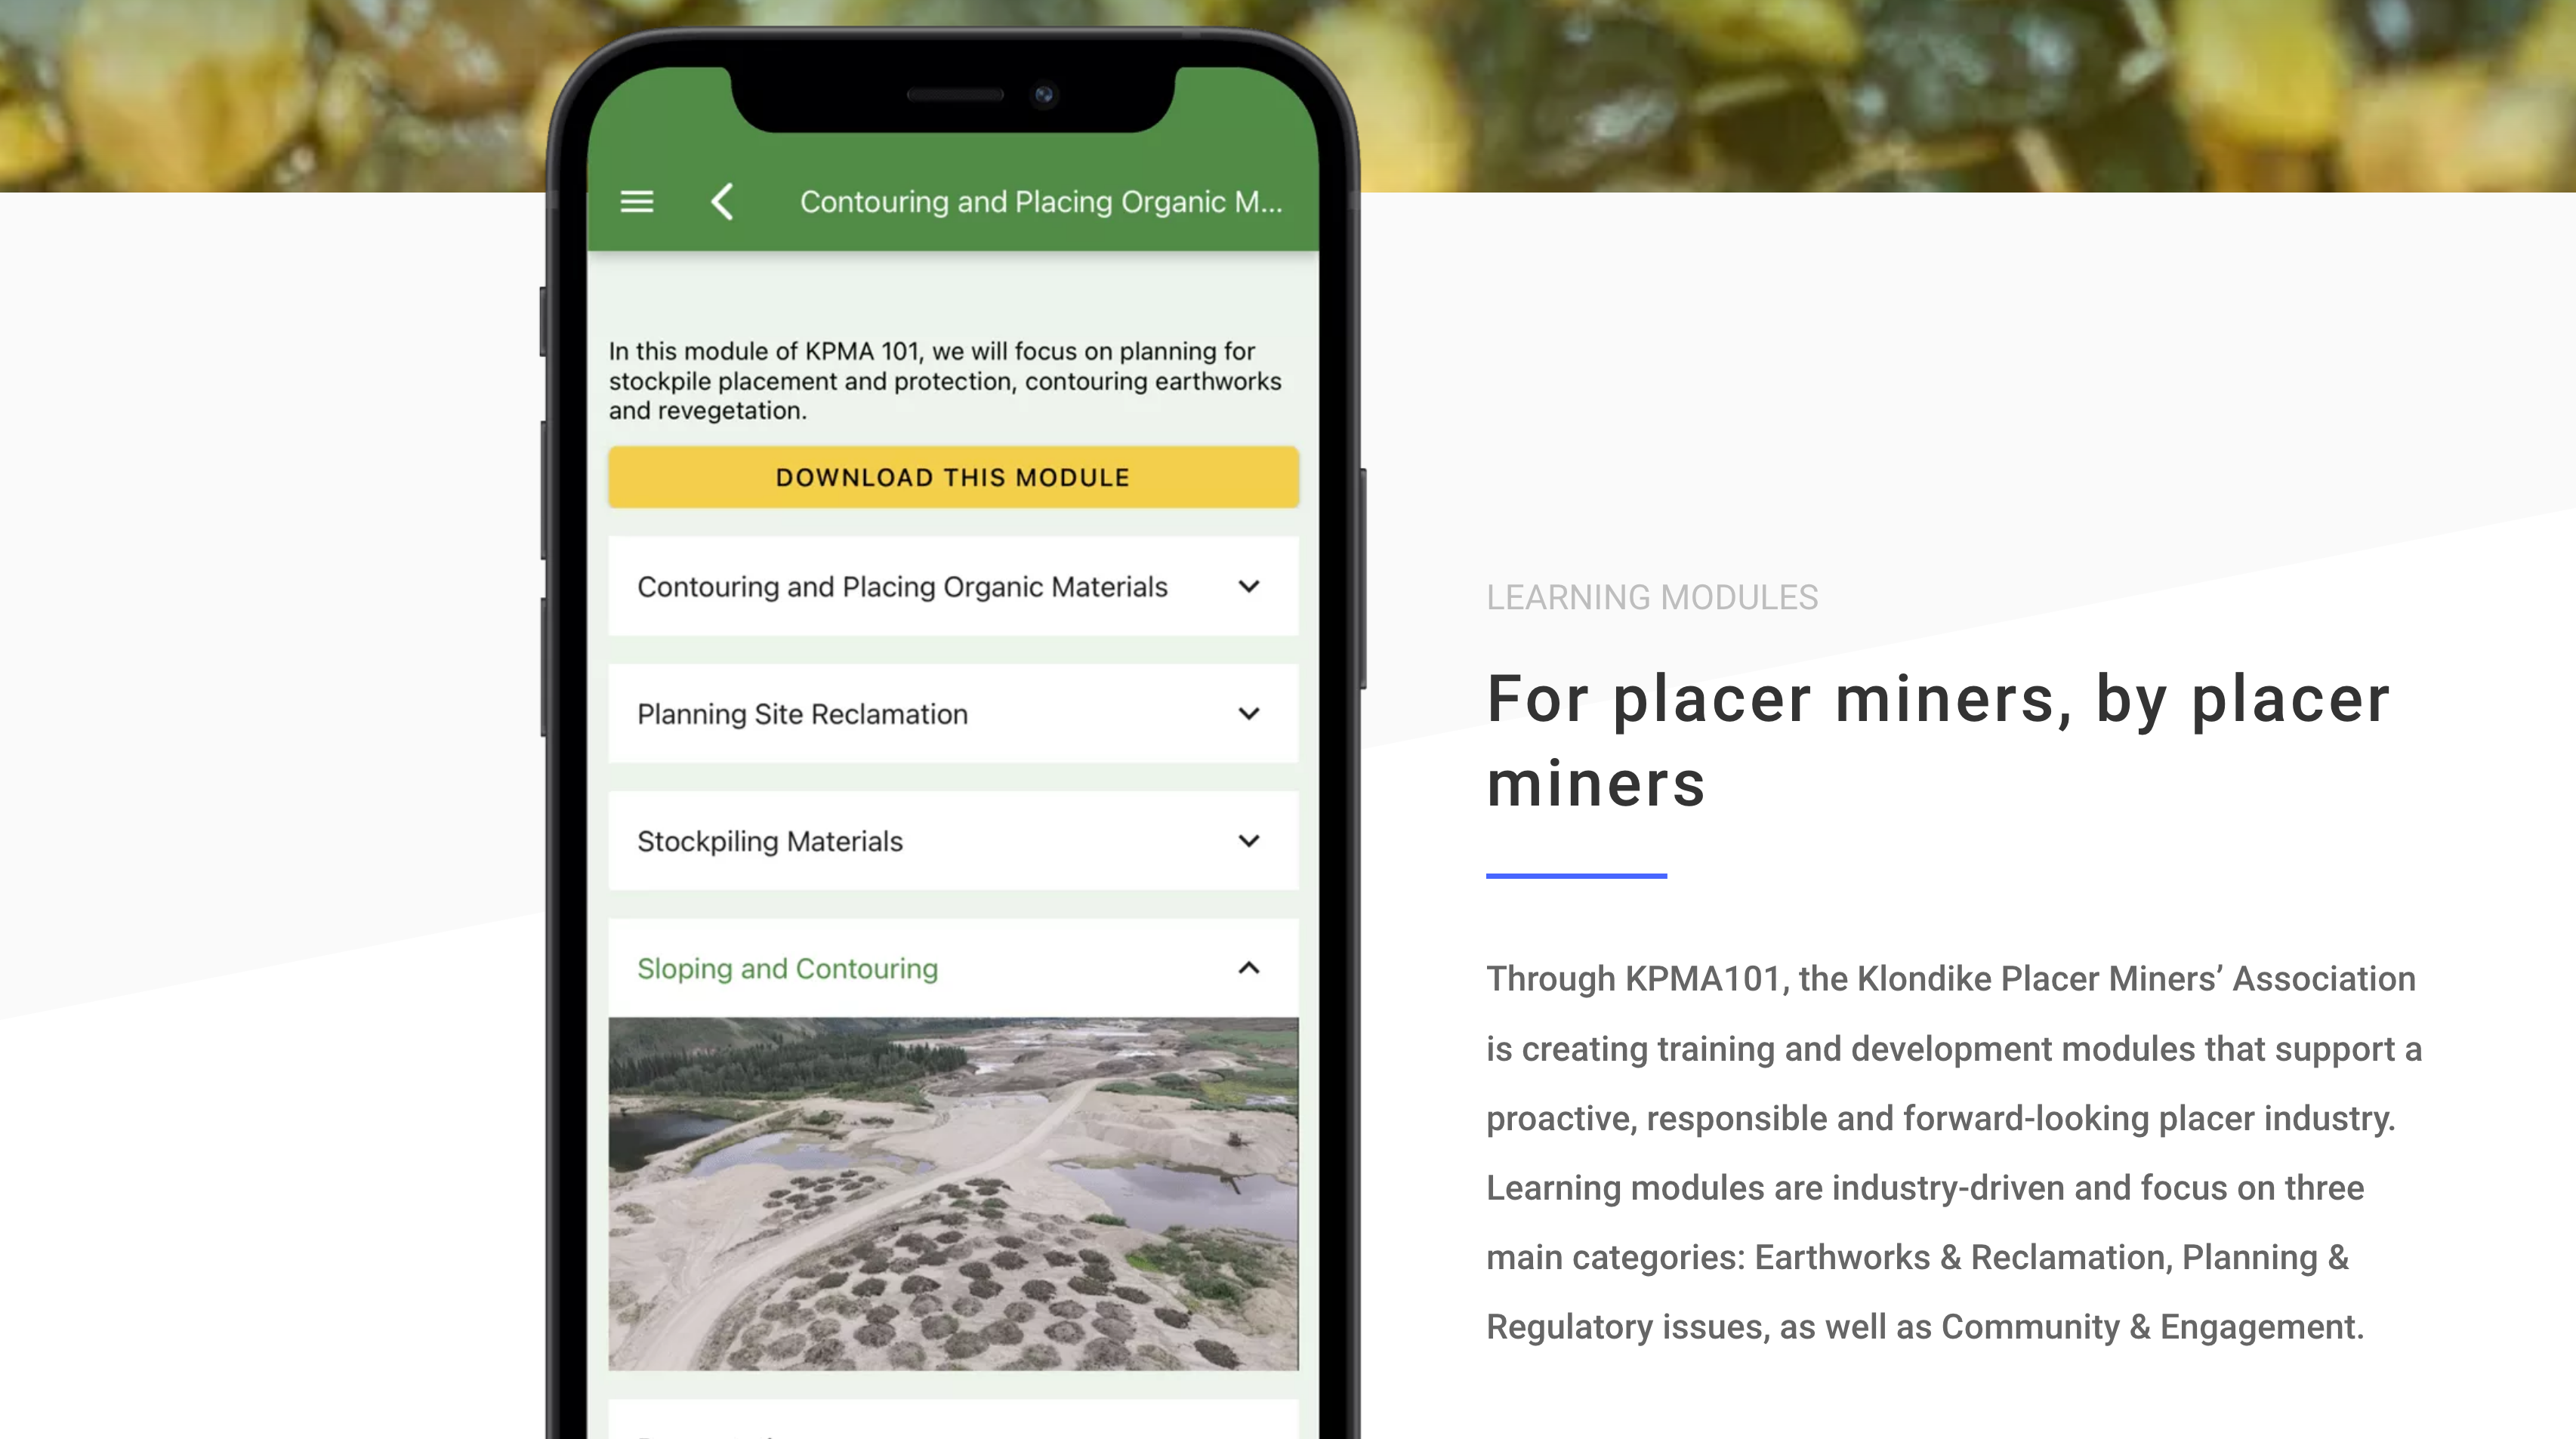 Contouring and Placing Organic M...
In this module of KPMA 101, we will focus on planning for
stockpile placement and protection, contouring earthworks
and revegetation.
DOWNLOAD THIS MODULE
Contouring and Placing Organic Materials
Planning Site Reclamation
Stockpiling Materials
Sloping and Contouring
LEARNING MODULES
For placer miners, by placer
miners
Through KPMA101, the Klondike Placer Miners’ Association
is creating training and development modules that support a
proactive, responsible and forward-looking placer industry.
Learning modules are industry-driven and focus on three
main categories: Earthworks & Reclamation, Planning &
Regulatory issues, as well as Community & Engagement.